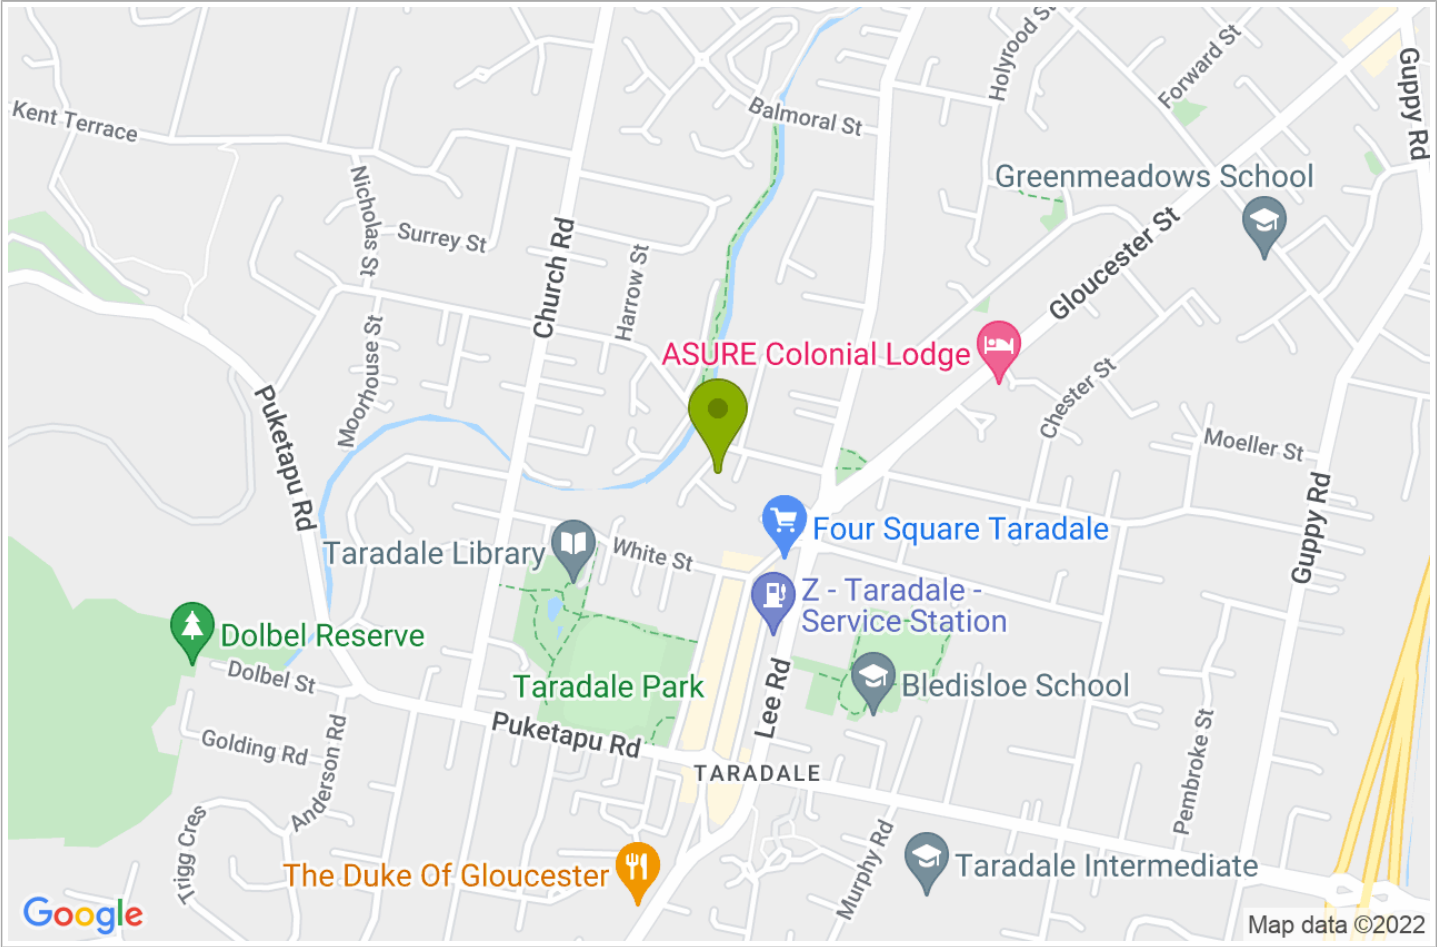 Holyrood St
Forward St
Guppy Rd
Balmoral St
Kent Terrace
Greenmeadows School
Nicholas St
Surrey St
Church Rd
Harrow St
Gloucester St
Moorhouse St
ASURE Colonial Lodge
Chester St
Puketapu Rd
Moeller St
Guppy Rd
Four Square Taradale
Taradale Library
White St
Z - Taradale -
Service Station
Dolbel Reserve
Dolbel St
Taradale Park
Lee Rd
Bledisloe School
Puketapu Rd
Golding Rd
Anderson Rd
TARADALE
Pembroke St
Trigg Cres
The Duke Of Gloucester
Murphy Rd
Taradale Intermediate
Google
Map data ©2022